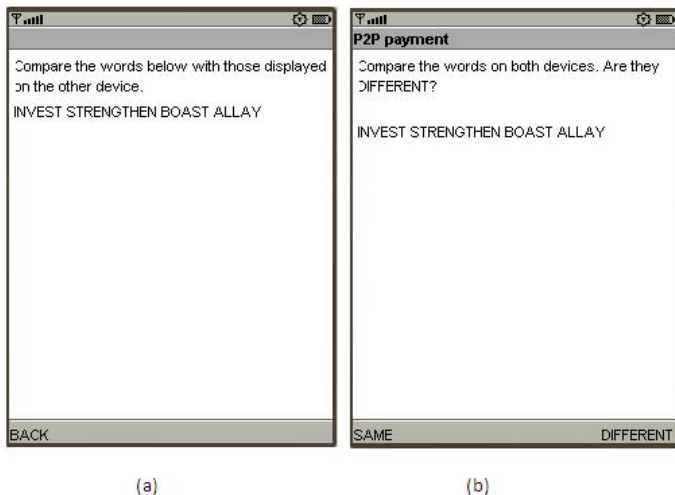 Compare the words below with those displayed
on the other device.
INVEST STRENGTHEN BOAST ALLAY
BACK
(a)
P2P payment
Compare the words on both devices. Are they
DIFFERENT?
INVEST STRENGTHEN BOAST ALLAY
SAME DIFFERENT
(b)